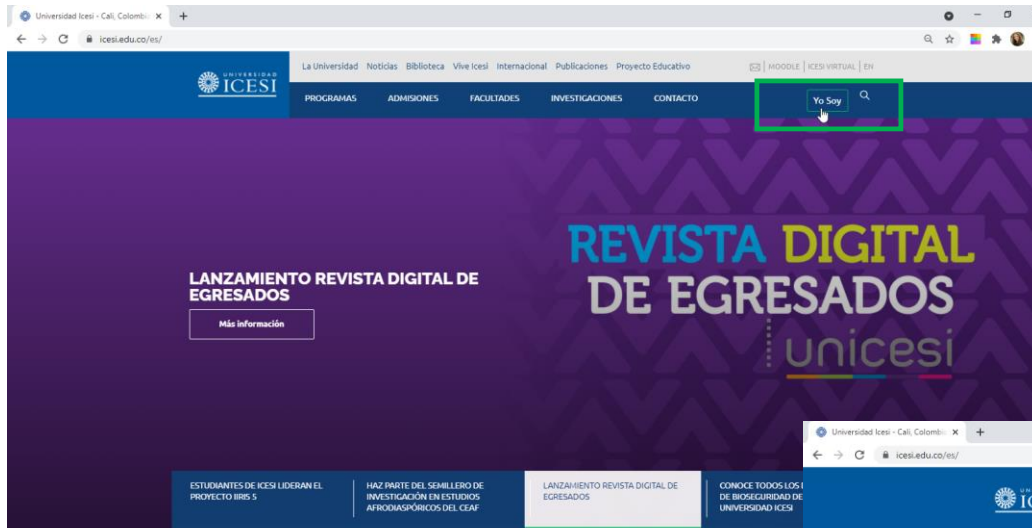 Universidad Icesi - Cali, Colombi
icesi.edu.co/es/
La Universidad Noticias Biblioteca Vive Icesi Internacional Publicaciones Proyecto Educativo
MOODLE | ICESI VIRTUAL | EN
UNIVERSIDAD
ICESI
PROGRAMAS ADMISIONES FACULTADES INVESTIGACIONES CONTACTO
Yo Soy
LANZAMIENTO REVISTA DIGITAL DE
EGRESADOS
Más información
REVISTA DIGITAL
DE EGRESADOS
unicesi
ESTUDIANTES DE ICESI LIDERAN EL
PROYECTO IIRIS 5
HAZ PARTE DEL SEMILLERO DE
INVESTIGACIÓN EN ESTUDIOS
AFRODIASPÓRICOS DEL CEAF
LANZAMIENTO REVISTA DIGITAL DE
EGRESADOS
CONOCE TODOS LOS
DE BIOSEGURIDAD DE
UNIVERSIDAD ICESI
Universidad Icesi - Cali, Colombi
icesi.edu.co/es/